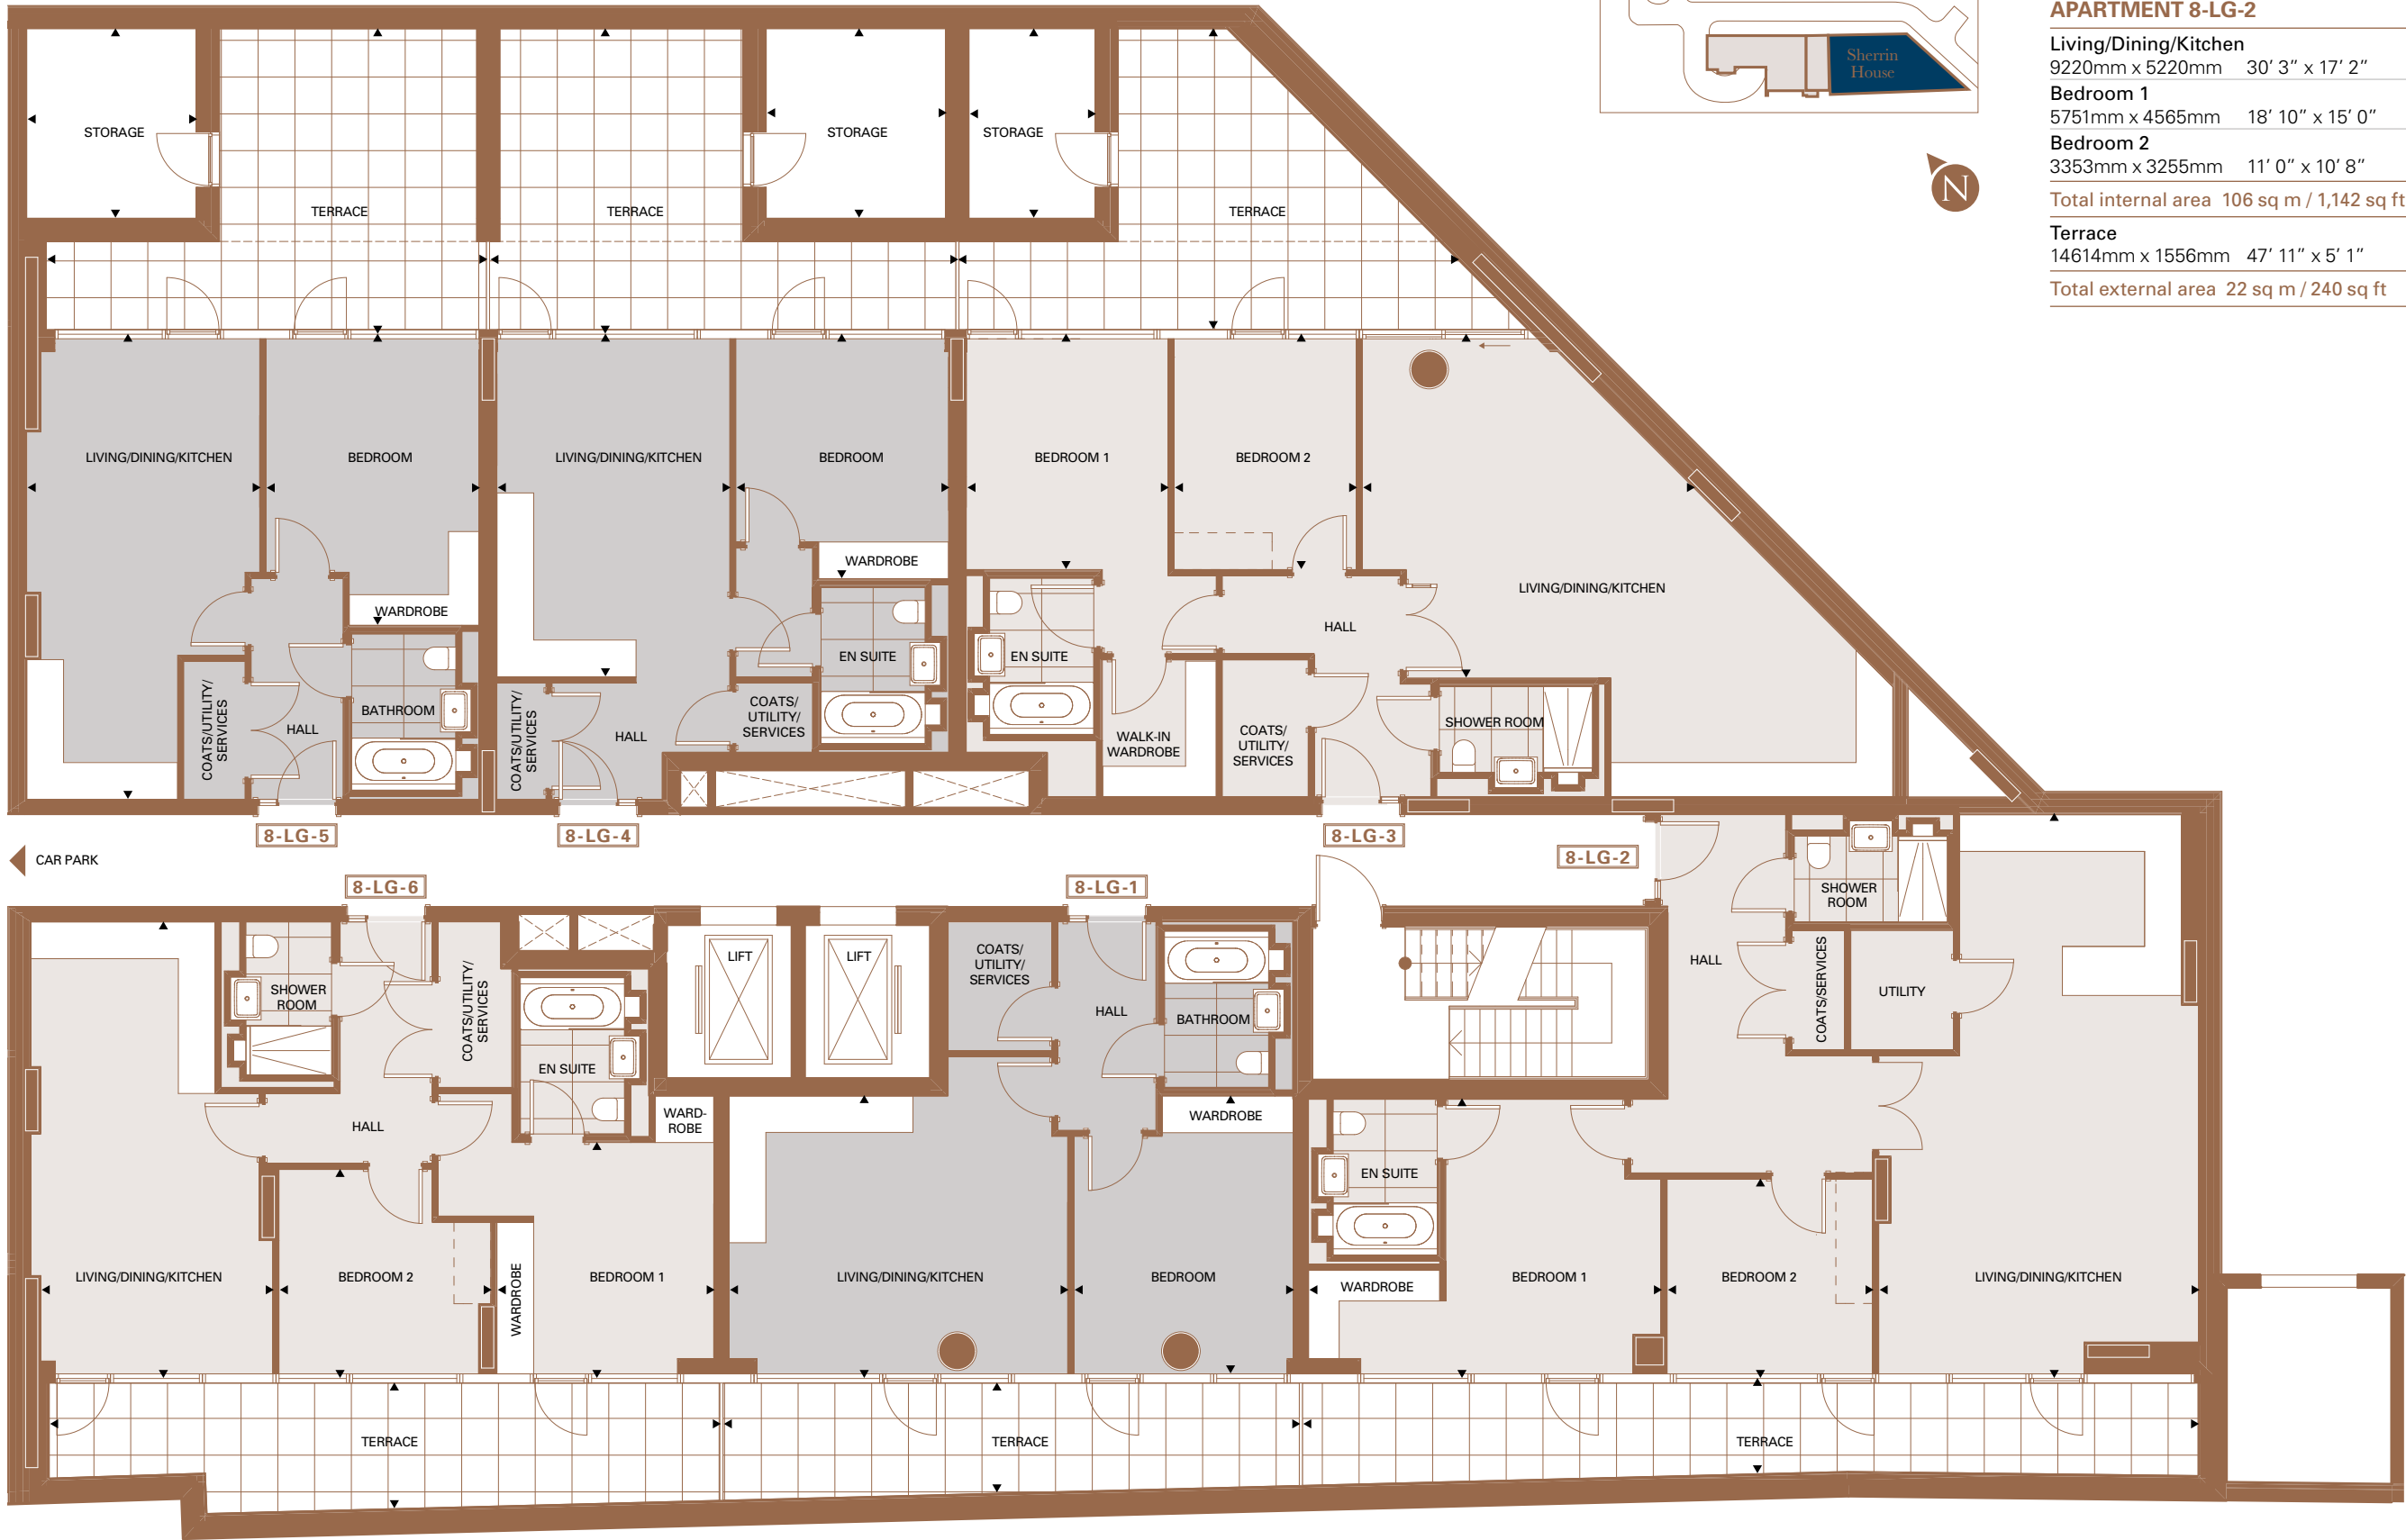 APARTMENT 8-LG-2
Living/Dining/Kitchen
9220mm x 5220mm 30’ 3” x 17’ 2”
Bedroom 1
5751mm x 4565mm 18’ 10” x 15’ 0”
Bedroom 2
3353mm x 3255mm 11’ 0” x 10’ 8”
Total internal area 106 sq m / 1,142 sq ft
Terrace
14614mm x 1556mm 47’ 11” x 5’ 1”
Total external area 22 sq m / 240 sq ft
Sherrin
House
N
STORAGE
TERRACE
TERRACE
STORAGE
STORAGE
TERRACE
LIVING/DINING/KITCHEN
BEDROOM
WARDROBE
COATS/UTILITY/
SERVICES
HALL
BATHROOM
LIVING/DINING/KITCHEN
BEDROOM
WARDROBE
EN SUITE
COATS/UTILITY/
SERVICES
HALL
COATS/
UTILITY/
SERVICES
BEDROOM 1
BEDROOM 2
LIVING/DINING/KITCHEN
EN SUITE
HALL
WALK-IN
WARDROBE
COATS/
UTILITY/
SERVICES
SHOWER ROOM
8-LG-5
8-LG-4
8-LG-3
8-LG-2
CAR PARK
8-LG-6
8-LG-1
SHOWER
ROOM
COATS/UTILITY/
SERVICES
EN SUITE
HALL
WARD-
ROBE
LIVING/DINING/KITCHEN
BEDROOM 2
WARDROBE
BEDROOM 1
TERRACE
LIFT
LIFT
COATS/
UTILITY/
SERVICES
HALL
BATHROOM
WARDROBE
LIVING/DINING/KITCHEN
BEDROOM
TERRACE
HALL
SHOWER
ROOM
COATS/SERVICES
UTILITY
EN SUITE
WARDROBE
BEDROOM 1
BEDROOM 2
LIVING/DINING/KITCHEN
TERRACE